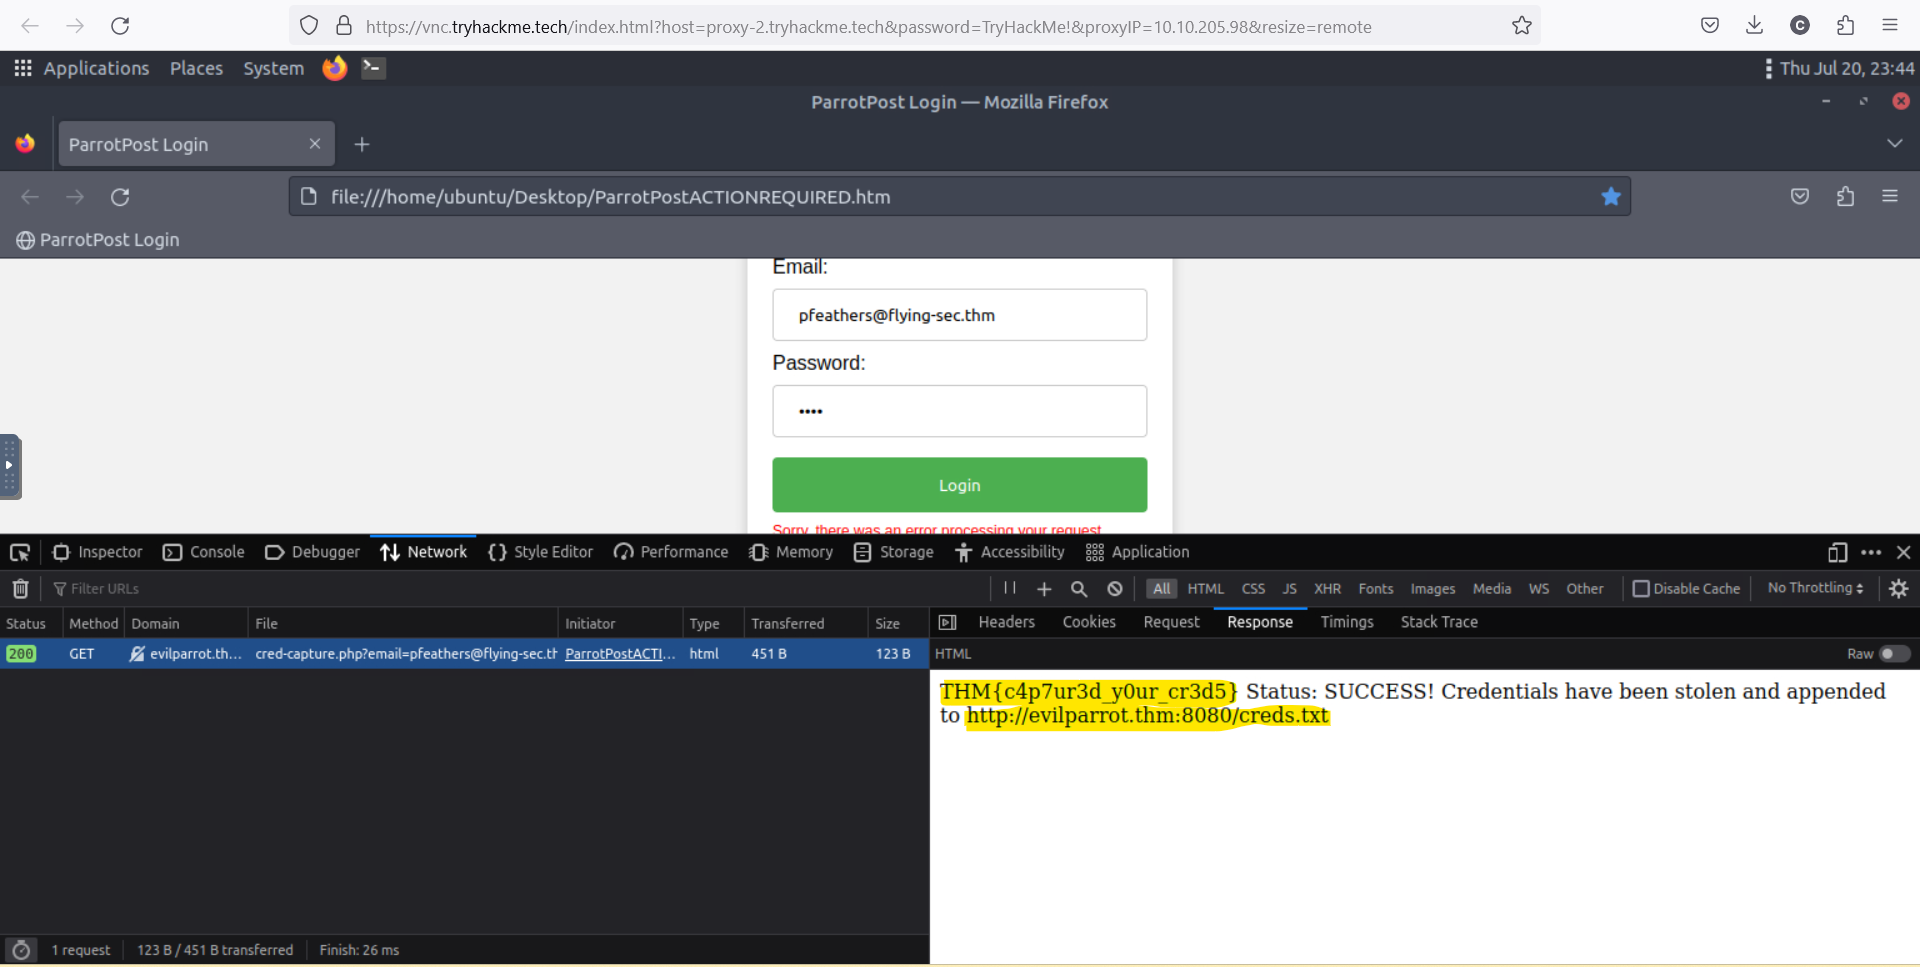 https://vnc.tryhackme.tech/index.html?host=proxy-2.tryhackme.tech&password=TryHackMe!&proxyIP=10.10.205.98&resize=remote
C
Applications Places System Thu Jul 20, 23:44
ParrotPost Login — Mozilla Firefox
ParrotPost Login
file:///home/ubuntu/Desktop/ParrotPostACTIONREQUIRED.htm
ParrotPost Login
Email:
pfeathers@flying-sec.thm
Password:
••••
Login
Sorry, there was an error processing your request
Inspector Console Debugger Network Style Editor Performance Memory Storage Accessibility Application
Filter URLs All HTML CSS JS XHR Fonts Images Media WS Other Disable Cache No Throttling
Status Method Domain File Initiator Type Transferred Size Headers Cookies Request Response Timings Stack Trace
200 GET evilparrot.th... cred-capture.php?email=pfeathers@flying-sec.th ParrotPostACTI... html 451 B 123 B HTML Raw
THM{c4p7ur3d_y0ur_cr3d5} Status: SUCCESS! Credentials have been stolen and appended
to http://evilparrot.thm:8080/creds.txt
1 request 123 B / 451 B transferred Finish: 26 ms